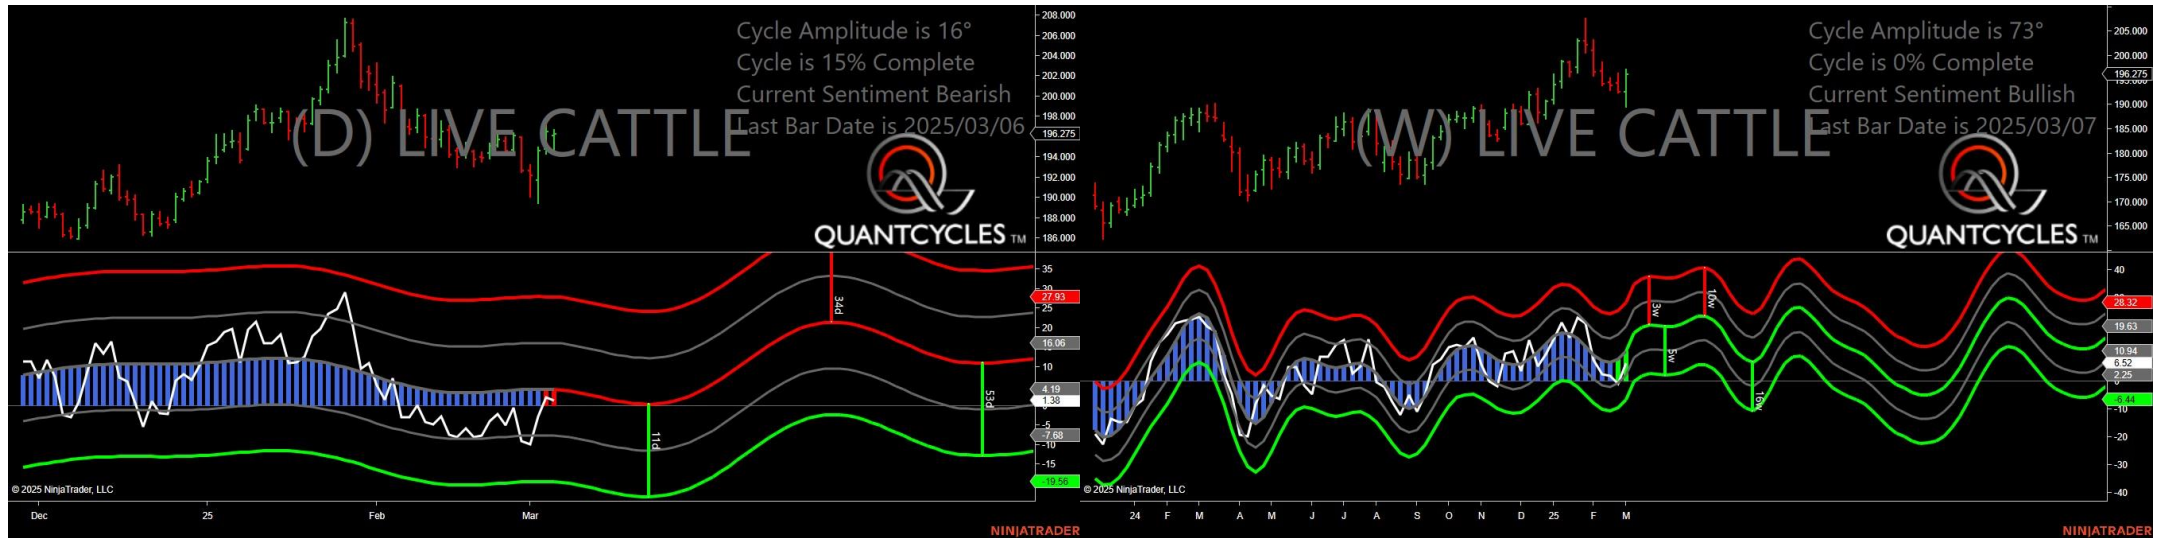 Cycle Amplitude is 16°
Cycle is 15% Complete
Current Sentiment Bearish
Last Bar Date is 2025/03/06
(D) LIVE CATTLE
QUANTCYCLES TM
208.000
206.000
204.000
202.000
200.000
198.000
196.275
194.000
192.000
190.000
188.000
186.000
35
30
27.93
25
20
16.06
10
4.19
1.38
-5
-7.68
-10
-15
-19.56
34d
11d
53d
© 2025 NinjaTrader, LLC
Dec 25 Feb Mar
NINJATRADER
Cycle Amplitude is 73°
Cycle is 0% Complete
Current Sentiment Bullish
Last Bar Date is 2025/03/07
(W) LIVE CATTLE
QUANTCYCLES TM
205.000
200.000
196.275
190.000
185.000
180.000
175.000
170.000
165.000
40
28.32
19.63
10.94
6.52
2.25
-6.44
-10
-20
-30
-40
3w
10w
5w
16w
© 2025 NinjaTrader, LLC
24 F M A M J J A S O N D 25 F M
NINJATRADER